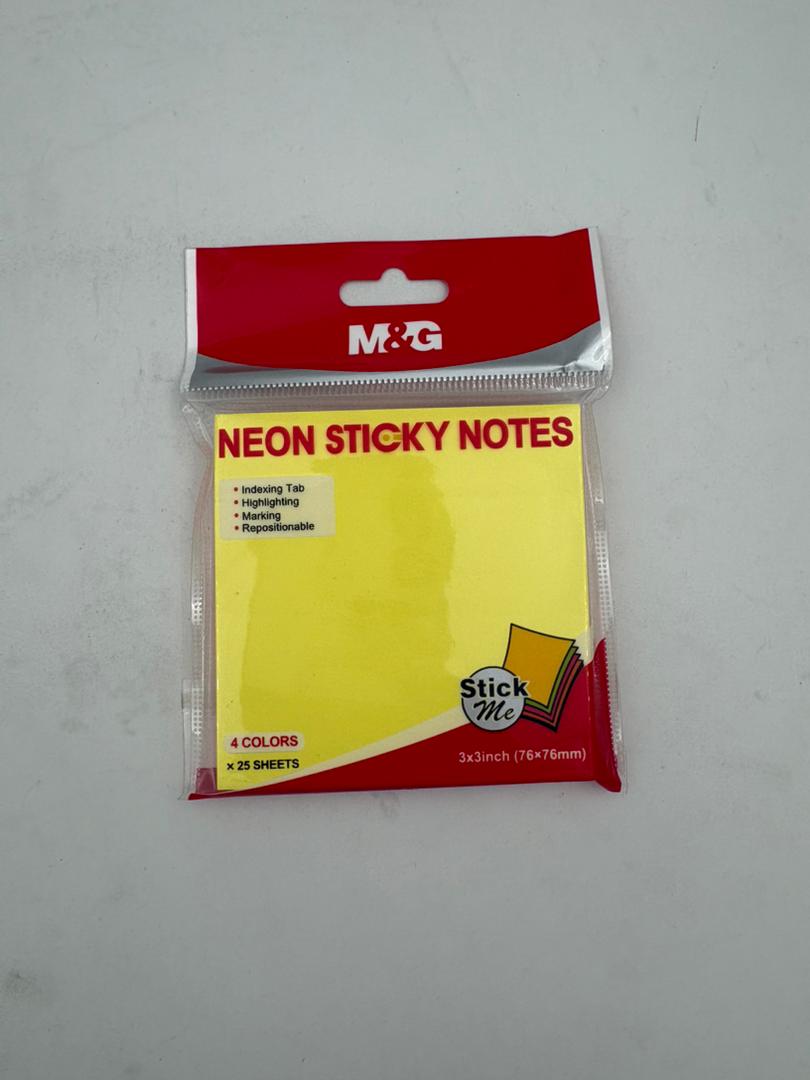 M&G
NEON STICKY NOTES
• Indexing Tab
• Highlighting
• Marking
• Repositionable
Stick
Me
4 COLORS
× 25 SHEETS
3x3inch (76×76mm)